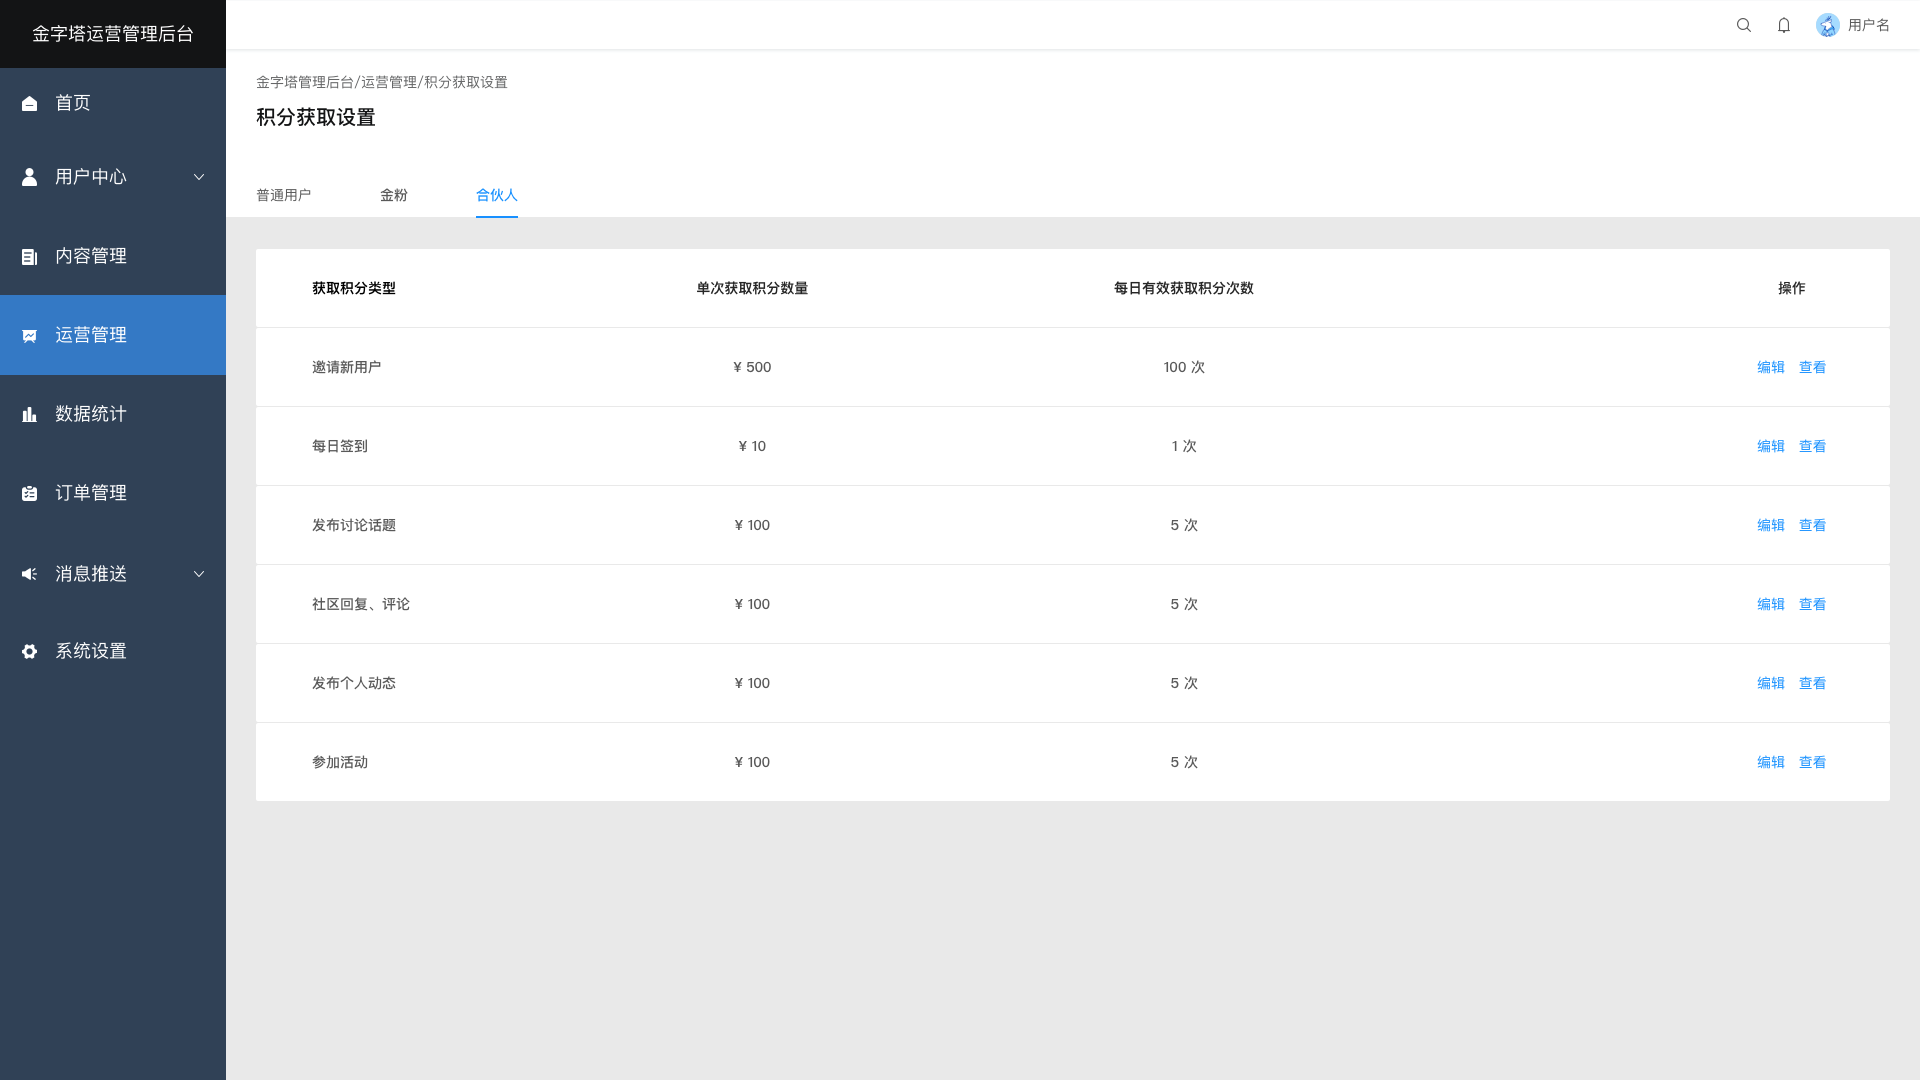 金字塔运营管理后台
首页
用户中心
内容管理
运营管理
数据统计
订单管理
消息推送
系统设置
用户名
金字塔管理后台/运营管理/积分获取设置
积分获取设置
普通用户 金粉 合伙人
获取积分类型 单次获取积分数量 每日有效获取积分次数 操作
邀请新用户 ¥ 500 100 次 编辑 查看
每日签到 ¥ 10 1 次 编辑 查看
发布讨论话题 ¥ 100 5 次 编辑 查看
社区回复、评论 ¥ 100 5 次 编辑 查看
发布个人动态 ¥ 100 5 次 编辑 查看
参加活动 ¥ 100 5 次 编辑 查看